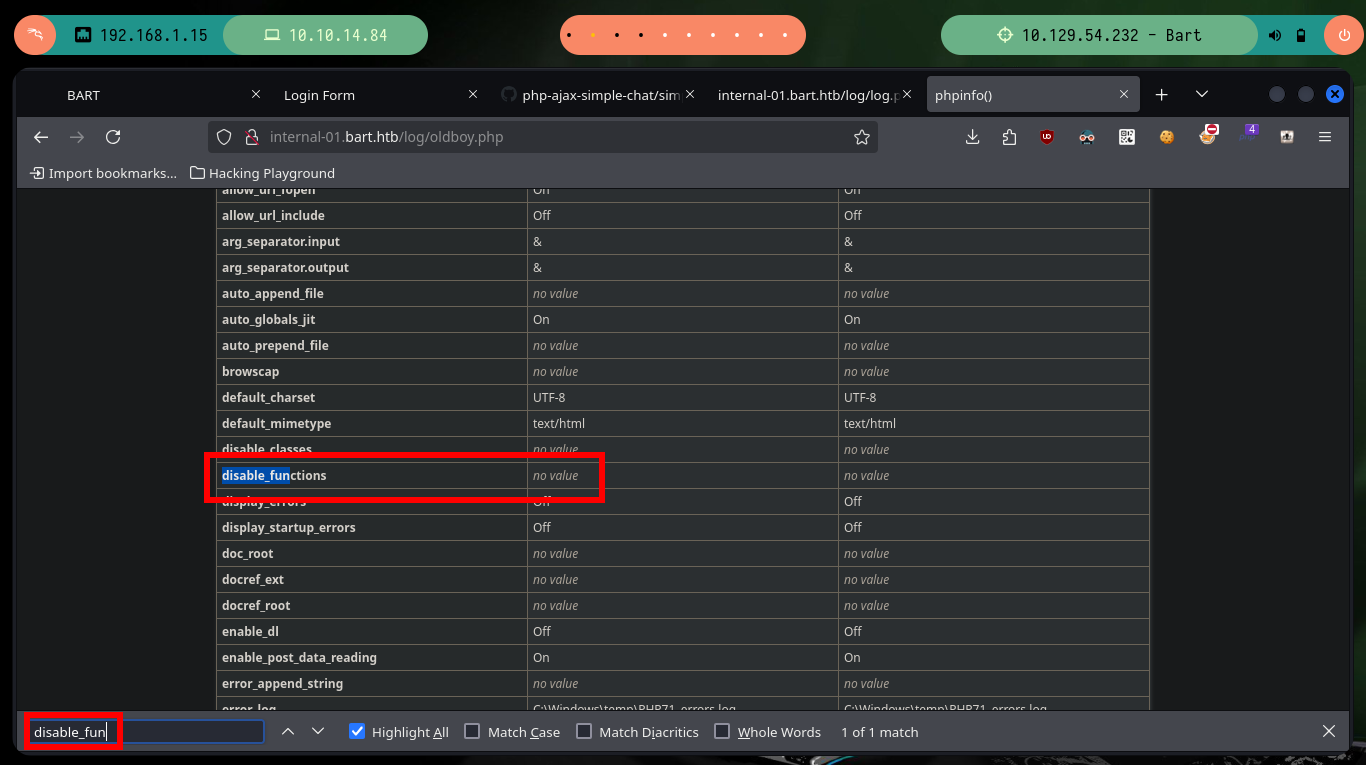 192.168.1.15 10.10.14.84 10.129.54.232 - Bart
BART Login Form php-ajax-simple-chat/sim internal-01.bart.htb/log/log.p phpinfo()
internal-01.bart.htb/log/oldboy.php 4
Import bookmarks... Hacking Playground
allow_url_fopen On On
allow_url_include Off Off
arg_separator.input & &
arg_separator.output & &
auto_append_file no value no value
auto_globals_jit On On
auto_prepend_file no value no value
browscap no value no value
default_charset UTF-8 UTF-8
default_mimetype text/html text/html
disable_classes no value no value
disable_functions no value no value
display_errors Off Off
display_startup_errors Off Off
doc_root no value no value
docref_ext no value no value
docref_root no value no value
enable_dl Off Off
enable_post_data_reading On On
error_append_string no value no value
error_log C:\Windows\temp\PHP71_errors.log C:\Windows\temp\PHP71_errors.log
disable_fun Highlight All Match Case Match Diacritics Whole Words 1 of 1 match